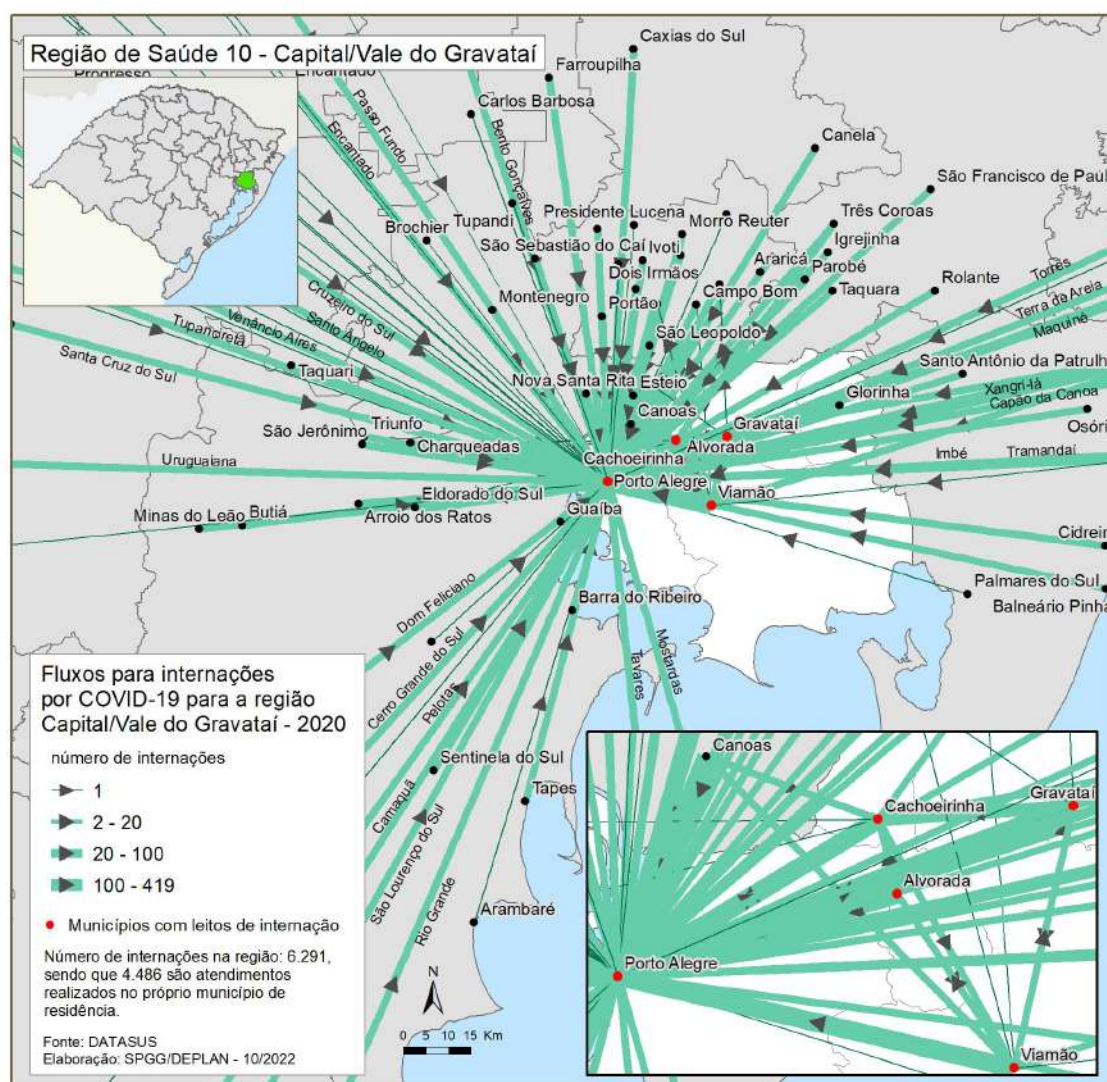 Região de Saúde 10 - Capital/Vale do Gravataí
Progresso
Encantado
Caxias do Sul
Farroupilha
Carlos Barbosa
Passo Fundo
Encantado
Bento Gonçalves
Canela
São Francisco de Paul
Presidente Lucena
Morro Reuter
Três Coroas
Tupandi
Brochier
São Sebastião do Caí
Ivoti
Igrejinha
Dois Irmãos
Araricá
Parobé
Rolante
Torres
Montenegro
Portão
Campo Bom
Taquara
Terra de Areia
Maquiné
Cruzeiro do Sul
Santo Ângelo
Venâncio Aires
Tupanciretã
São Leopoldo
Santa Cruz do Sul
Taquari
Nova Santa Rita
Esteio
Santo Antônio da Patrulh
Glorinha
Xangri-lá
Capão da Canoa
Canoas
Gravataí
Osóri
Triunfo
São Jerônimo
Charqueadas
Alvorada
Cachoeirinha
Uruguaiana
Porto Alegre
Imbé
Tramandaí
Viamão
Eldorado do Sul
Minas do Leão
Butiá
Arroio dos Ratos
Guaíba
Cidreir
Palmares do Sul
Balneário Pinha
Dom Feliciano
Barra do Ribeiro
Cerro Grande do Sul
Pelotas
Tavares
Mostardas
Sentinela do Sul
Tapes
Camaquã
São Lourenço do Sul
Rio Grande
Arambaré
Fluxos para internações
por COVID-19 para a região
Capital/Vale do Gravataí - 2020
número de internações
1
2 - 20
20 - 100
100 - 419
Municípios com leitos de internação
Número de internações na região: 6.291,
sendo que 4.486 são atendimentos
realizados no próprio município de
residência.
Fonte: DATASUS
Elaboração: SPGG/DEPLAN - 10/2022
N
0 5 10 15 Km
Canoas
Cachoeirinha
Gravataí
Alvorada
Porto Alegre
Viamão